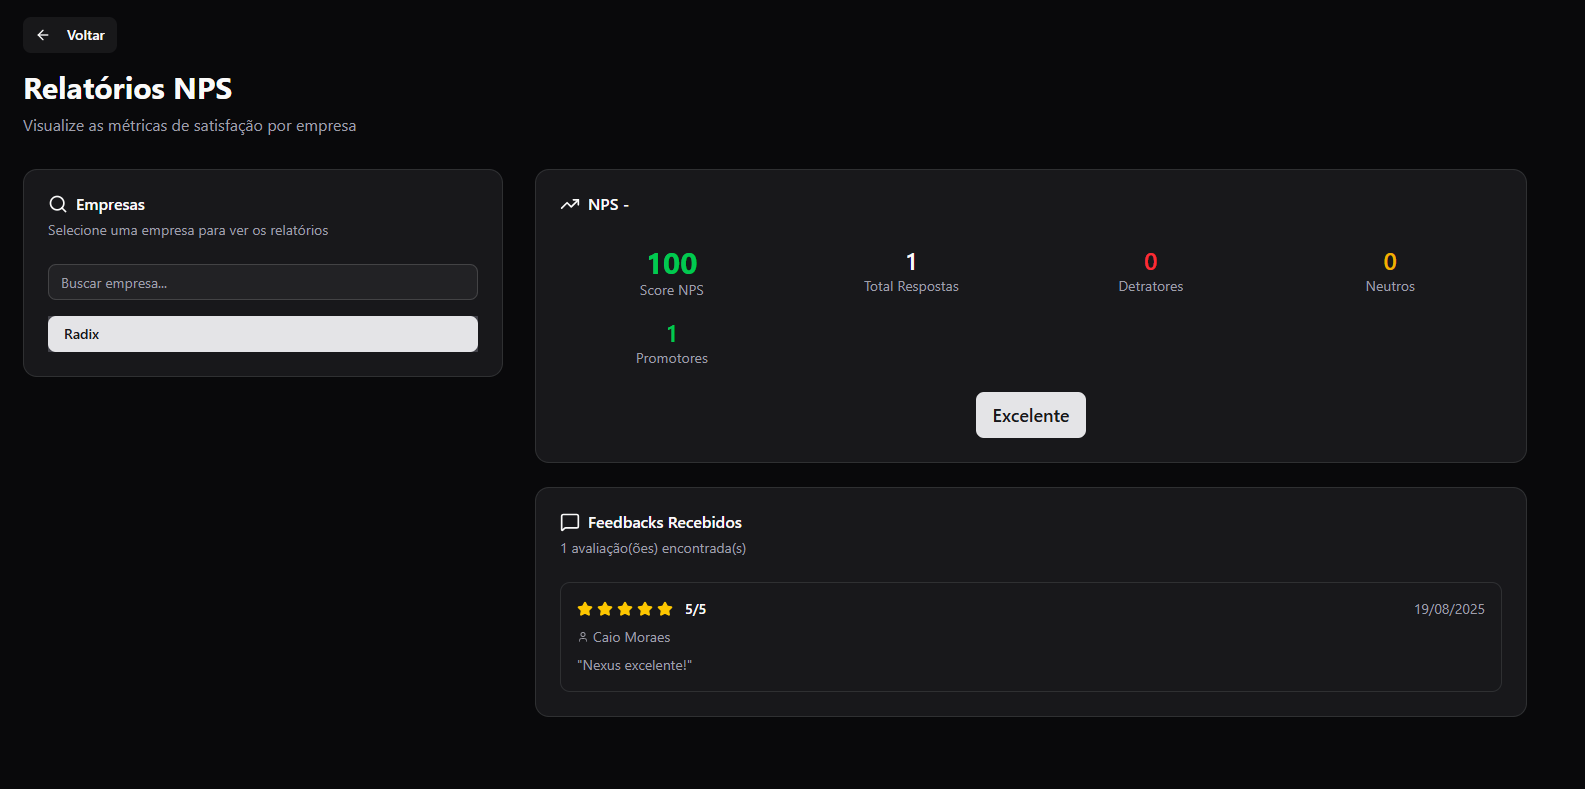 Voltar
Relatórios NPS
Visualize as métricas de satisfação por empresa
Empresas
Selecione uma empresa para ver os relatórios
Buscar empresa...
Radix
NPS -
100
Score NPS
1
Total Respostas
0
Detratores
0
Neutros
1
Promotores
Excelente
Feedbacks Recebidos
1 avaliação(ões) encontrada(s)
5/5
19/08/2025
Caio Moraes
"Nexus excelente!"